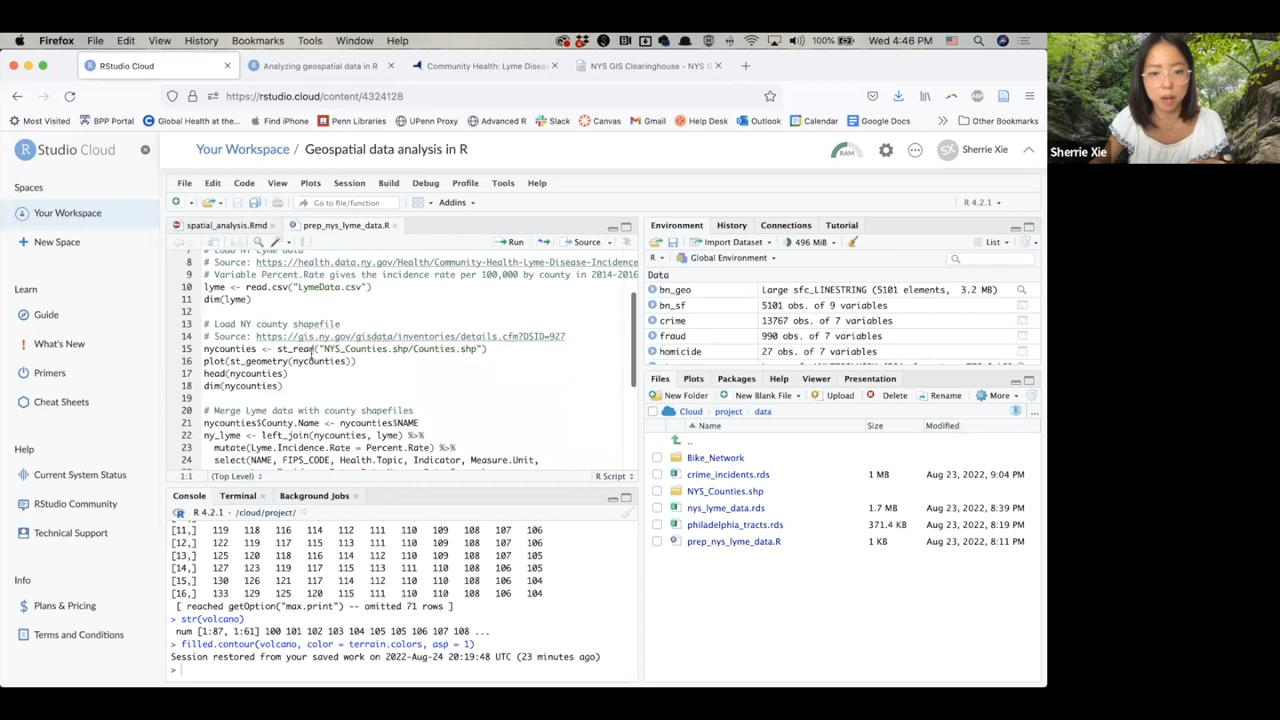 Firefox File Edit View History Bookmarks Tools Window Help 100% Wed 4:46 PM
RStudio Cloud Analyzing geospatial data in R Community Health: Lyme Disea NYS GIS Clearinghouse - NYS G
https://rstudio.cloud/content/4324128
Most Visited BPP Portal Global Health at the... Find iPhone Penn Libraries UPenn Proxy Advanced R Slack Canvas Gmail Help Desk Outlook Calendar Google Docs Other Bookmarks
R Studio Cloud
Your Workspace / Geospatial data analysis in R
RAM
SX Sherrie Xie
Sherrie Xie
Spaces
Your Workspace
New Space
Learn
Guide
What's New
Primers
Cheat Sheets
Help
Current System Status
RStudio Community
Technical Support
Info
Plans & Pricing
Terms and Conditions
File Edit Code View Plots Session Build Debug Profile Tools Help
Go to file/function Addins R 4.2.1
spatial_analysis.Rmd prep_nys_lyme_data.R
Run Source
7 # Load NY Lyme data
8 # Source: https://health.data.ny.gov/Health/Community-Health-Lyme-Disease-Incidence
9 # Variable Percent.Rate gives the incidence rate per 100,000 by county in 2014-2016
10 lyme <- read.csv("LymeData.csv")
11 dim(lyme)
12
13 # Load NY county shapefile
14 # Source: https://gis.ny.gov/gisdata/inventories/details.cfm?DSID=927
15 nycounties <- st_read("NYS_Counties.shp/Counties.shp")
16 plot(st_geometry(nycounties))
17 head(nycounties)
18 dim(nycounties)
19
20 # Merge Lyme data with county shapefiles
21 nycounties$County.Name <- nycounties$NAME
22 ny_lyme <- left_join(nycounties, lyme) %>%
23 mutate(Lyme.Incidence.Rate = Percent.Rate) %>%
24 select(NAME, FIPS_CODE, Health.Topic, Indicator, Measure.Unit,
1:1 (Top Level) R Script
Console Terminal Background Jobs
R 4.2.1 · /cloud/project/
[11,] 119 118 116 114 112 111 110 109 108 107 106
[12,] 122 119 117 115 113 111 110 109 108 107 106
[13,] 125 120 118 116 114 112 110 109 108 107 105
[14,] 127 123 119 117 115 113 111 110 108 106 105
[15,] 130 126 121 117 114 112 110 110 108 106 104
[16,] 133 129 125 120 115 111 110 110 108 106 104
[ reached getOption("max.print") -- omitted 71 rows ]
> str(volcano)
num [1:87, 1:61] 100 101 102 103 104 105 105 106 107 108 ...
> filled.contour(volcano, color = terrain.colors, asp = 1)
Session restored from your saved work on 2022-Aug-24 20:19:48 UTC (23 minutes ago)
>
Environment History Connections Tutorial
Import Dataset 496 MiB List
R Global Environment
Data
bn_geo Large sfc_LINESTRING (5101 elements, 3.2 MB)
bn_sf 5101 obs. of 9 variables
crime 13767 obs. of 7 variables
fraud 990 obs. of 7 variables
homicide 27 obs. of 7 variables
Files Plots Packages Help Viewer Presentation
New Folder New Blank File Upload Delete Rename More
Cloud project data ...
Name Size Modified
..
Bike_Network
crime_incidents.rds 1 MB Aug 23, 2022, 9:04 PM
NYS_Counties.shp
nys_lyme_data.rds 1.7 MB Aug 23, 2022, 8:39 PM
philadelphia_tracts.rds 371.4 KB Aug 23, 2022, 8:18 PM
prep_nys_lyme_data.R 1 KB Aug 23, 2022, 8:11 PM